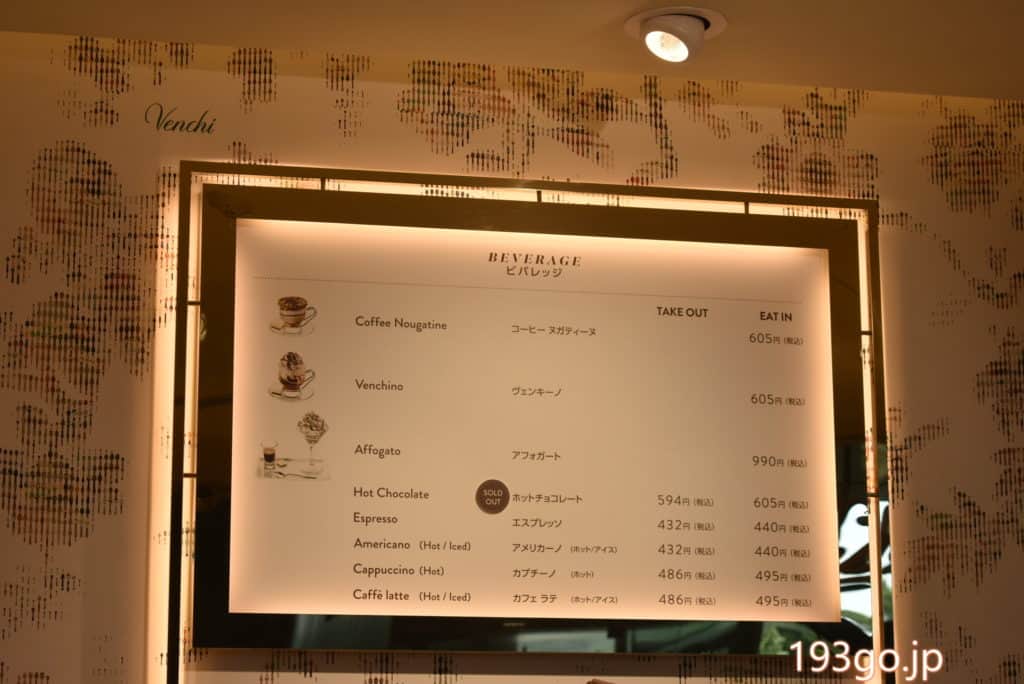 Venchi
BEVERAGE
ビバレッジ
TAKE OUT EAT IN
Coffee Nougatine コーヒー ヌガティーヌ 605円(税込)
Venchino ヴェンキーノ 605円(税込)
Affogato アフォガート 990円(税込)
Hot Chocolate SOLD OUT ホットチョコレート 594円(税込) 605円(税込)
Espresso エスプレッソ 432円(税込) 440円(税込)
Americano (Hot / Iced) アメリカーノ (ホット/アイス) 432円(税込) 440円(税込)
Cappuccino (Hot) カプチーノ (ホット) 486円(税込) 495円(税込)
Caffè latte (Hot / Iced) カフェ ラテ (ホット/アイス) 486円(税込) 495円(税込)
193go.jp